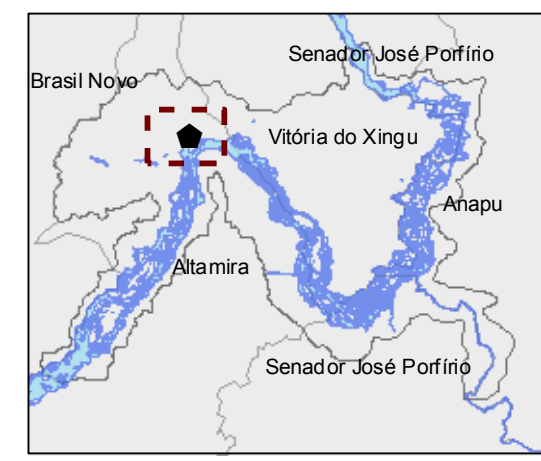 Senador José Porfírio
Brasil Novo
Vitória do Xingu
Anapu
Altamira
Senador José Porfírio